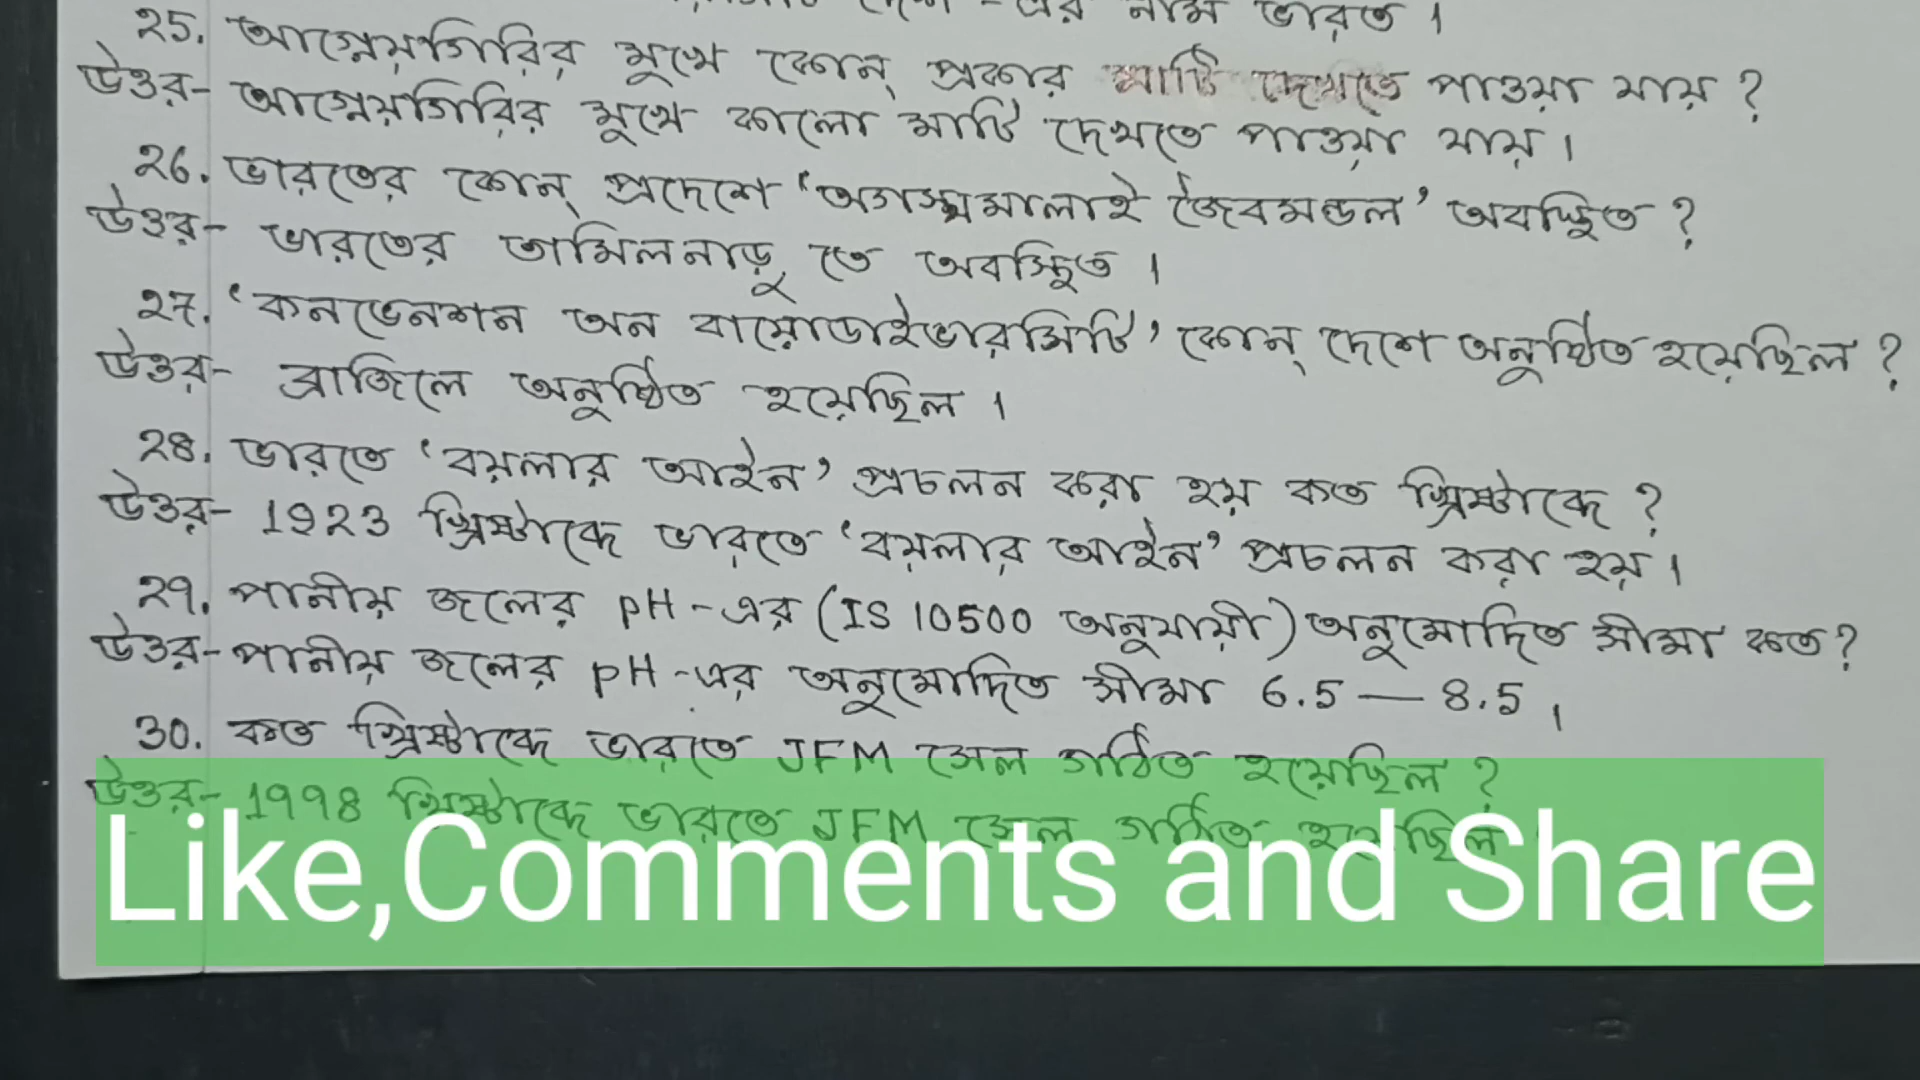 দেশ-এর নাম ভারত।
25. আগ্নেয়গিরির মুখে কোন্ প্রকার মাটি দেখতে পাওয়া যায়?
উত্তর- আগ্নেয়গিরির মুখে কালো মাটি দেখতে পাওয়া যায়।
26. ভারতের কোন্ প্রদেশে 'অগস্ত্যমালাই জৈবমন্ডল' অবস্থিত?
উত্তর- ভারতের তামিলনাড়ু তে অবস্থিত।
27. 'কনভেনশন অন বায়োডাইভারসিটি' কোন্ দেশে অনুষ্ঠিত হয়েছিল?
উত্তর- ব্রাজিলে অনুষ্ঠিত হয়েছিল।
28. ভারতে 'বয়লার আইন' প্রচলন করা হয় কত খ্রিষ্টাব্দে?
উত্তর- 1923 খ্রিষ্টাব্দে ভারতে 'বয়লার আইন' প্রচলন করা হয়।
29. পানীয় জলের pH-এর (IS 10500 অনুযায়ী) অনুমোদিত সীমা কত?
উত্তর- পানীয় জলের pH-এর অনুমোদিত সীমা 6.5 — 8.5।
30. কত খ্রিষ্টাব্দে ভারতে JFM সেল গঠিত হয়েছিল?
উত্তর- 1998 খ্রিষ্টাব্দে ভারতে JFM সেল গঠিত হয়েছিল
Like,Comments and Share